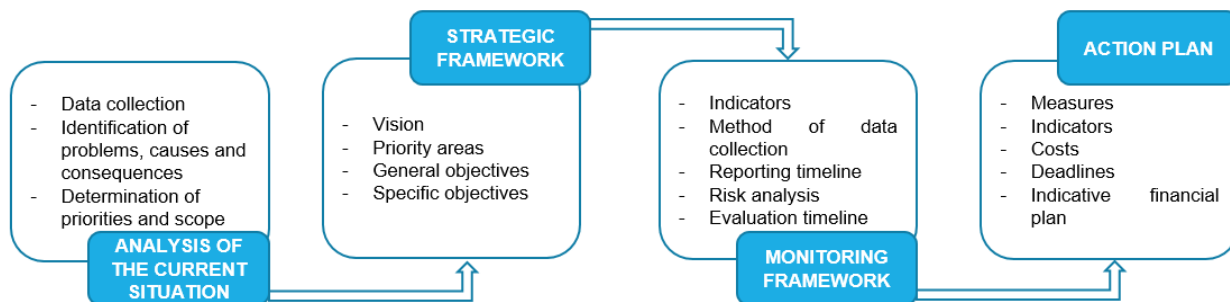 - Data collection
- Identification of
problems, causes and
consequences
- Determination of
priorities and scope
ANALYSIS OF
THE CURRENT
SITUATION
STRATEGIC
FRAMEWORK
- Vision
- Priority areas
- General objectives
- Specific objectives
- Indicators
- Method of data
collection
- Reporting timeline
- Risk analysis
- Evaluation timeline
MONITORING
FRAMEWORK
ACTION PLAN
- Measures
- Indicators
- Costs
- Deadlines
- Indicative financial
plan